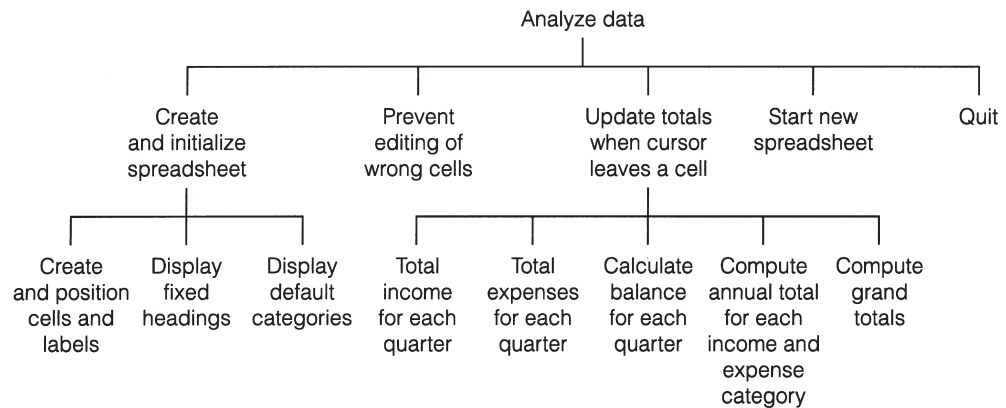 Analyze data
Create
and initialize
spreadsheet
Prevent
editing of
wrong cells
Update totals
when cursor
leaves a cell
Start new
spreadsheet
Quit
Create
and position
cells and
labels
Display
fixed
headings
Display
default
categories
Total
income
for each
quarter
Total
expenses
for each
quarter
Calculate
balance
for each
quarter
Compute
annual total
for each
income and
expense
category
Compute
grand
totals